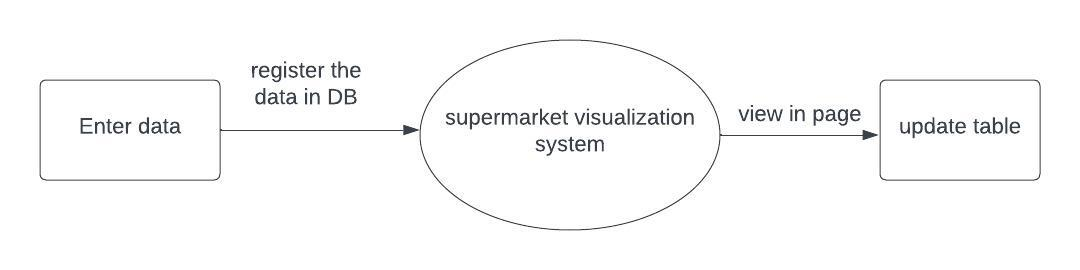 Enter data
register the
data in DB
supermarket visualization
system
view in page
update table